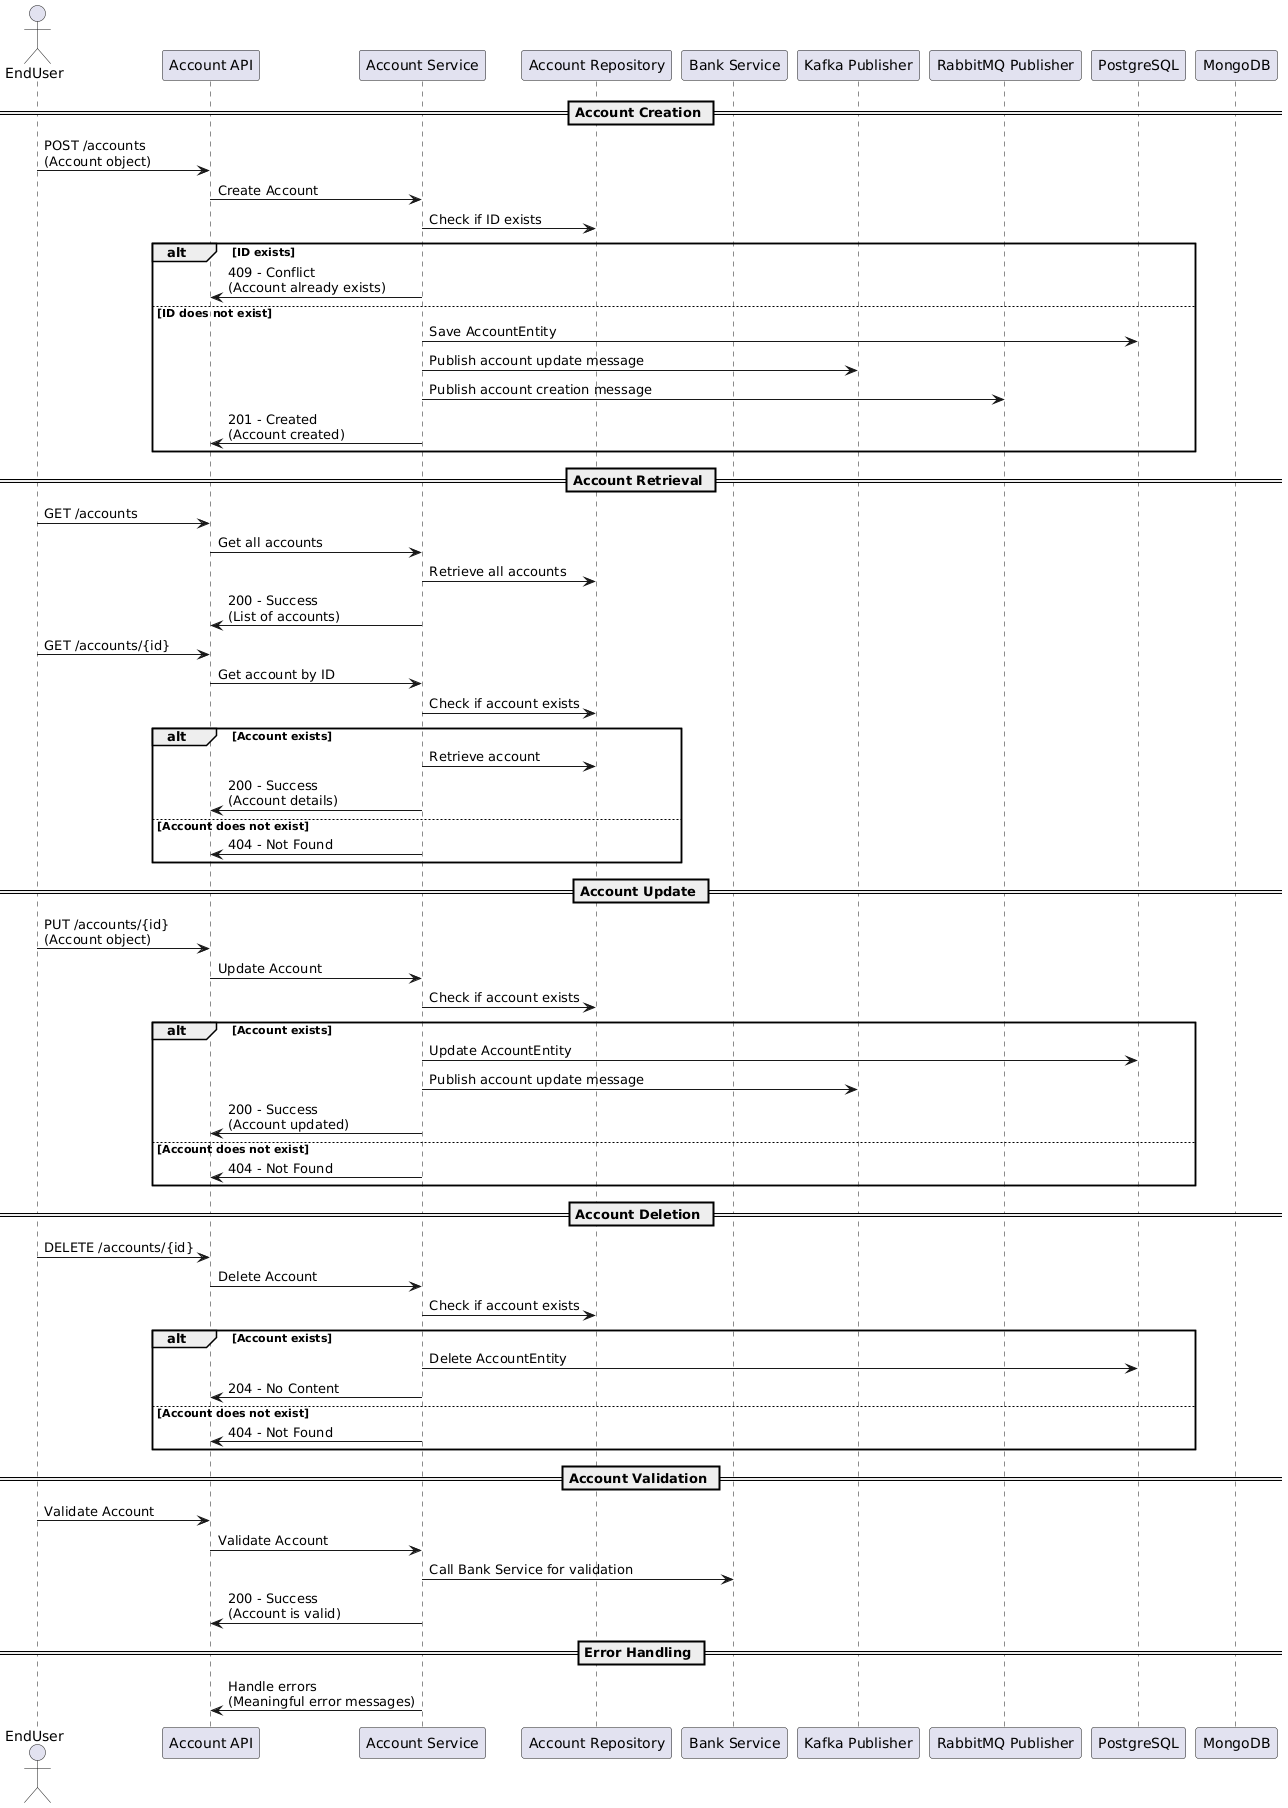 EndUser
Account API
Account Service
Account Repository
Bank Service
Kafka Publisher
RabbitMQ Publisher
PostgreSQL
MongoDB
Account Creation
POST /accounts
(Account object)
Create Account
Check if ID exists
alt
[ID exists]
409 - Conflict
(Account already exists)
[ID does not exist]
Save AccountEntity
Publish account update message
Publish account creation message
201 - Created
(Account created)
Account Retrieval
GET /accounts
Get all accounts
Retrieve all accounts
200 - Success
(List of accounts)
GET /accounts/{id}
Get account by ID
Check if account exists
alt
[Account exists]
Retrieve account
200 - Success
(Account details)
[Account does not exist]
404 - Not Found
Account Update
PUT /accounts/{id}
(Account object)
Update Account
Check if account exists
alt
[Account exists]
Update AccountEntity
Publish account update message
200 - Success
(Account updated)
[Account does not exist]
404 - Not Found
Account Deletion
DELETE /accounts/{id}
Delete Account
Check if account exists
alt
[Account exists]
Delete AccountEntity
204 - No Content
[Account does not exist]
404 - Not Found
Account Validation
Validate Account
Validate Account
Call Bank Service for validation
200 - Success
(Account is valid)
Error Handling
Handle errors
(Meaningful error messages)
EndUser
Account API
Account Service
Account Repository
Bank Service
Kafka Publisher
RabbitMQ Publisher
PostgreSQL
MongoDB